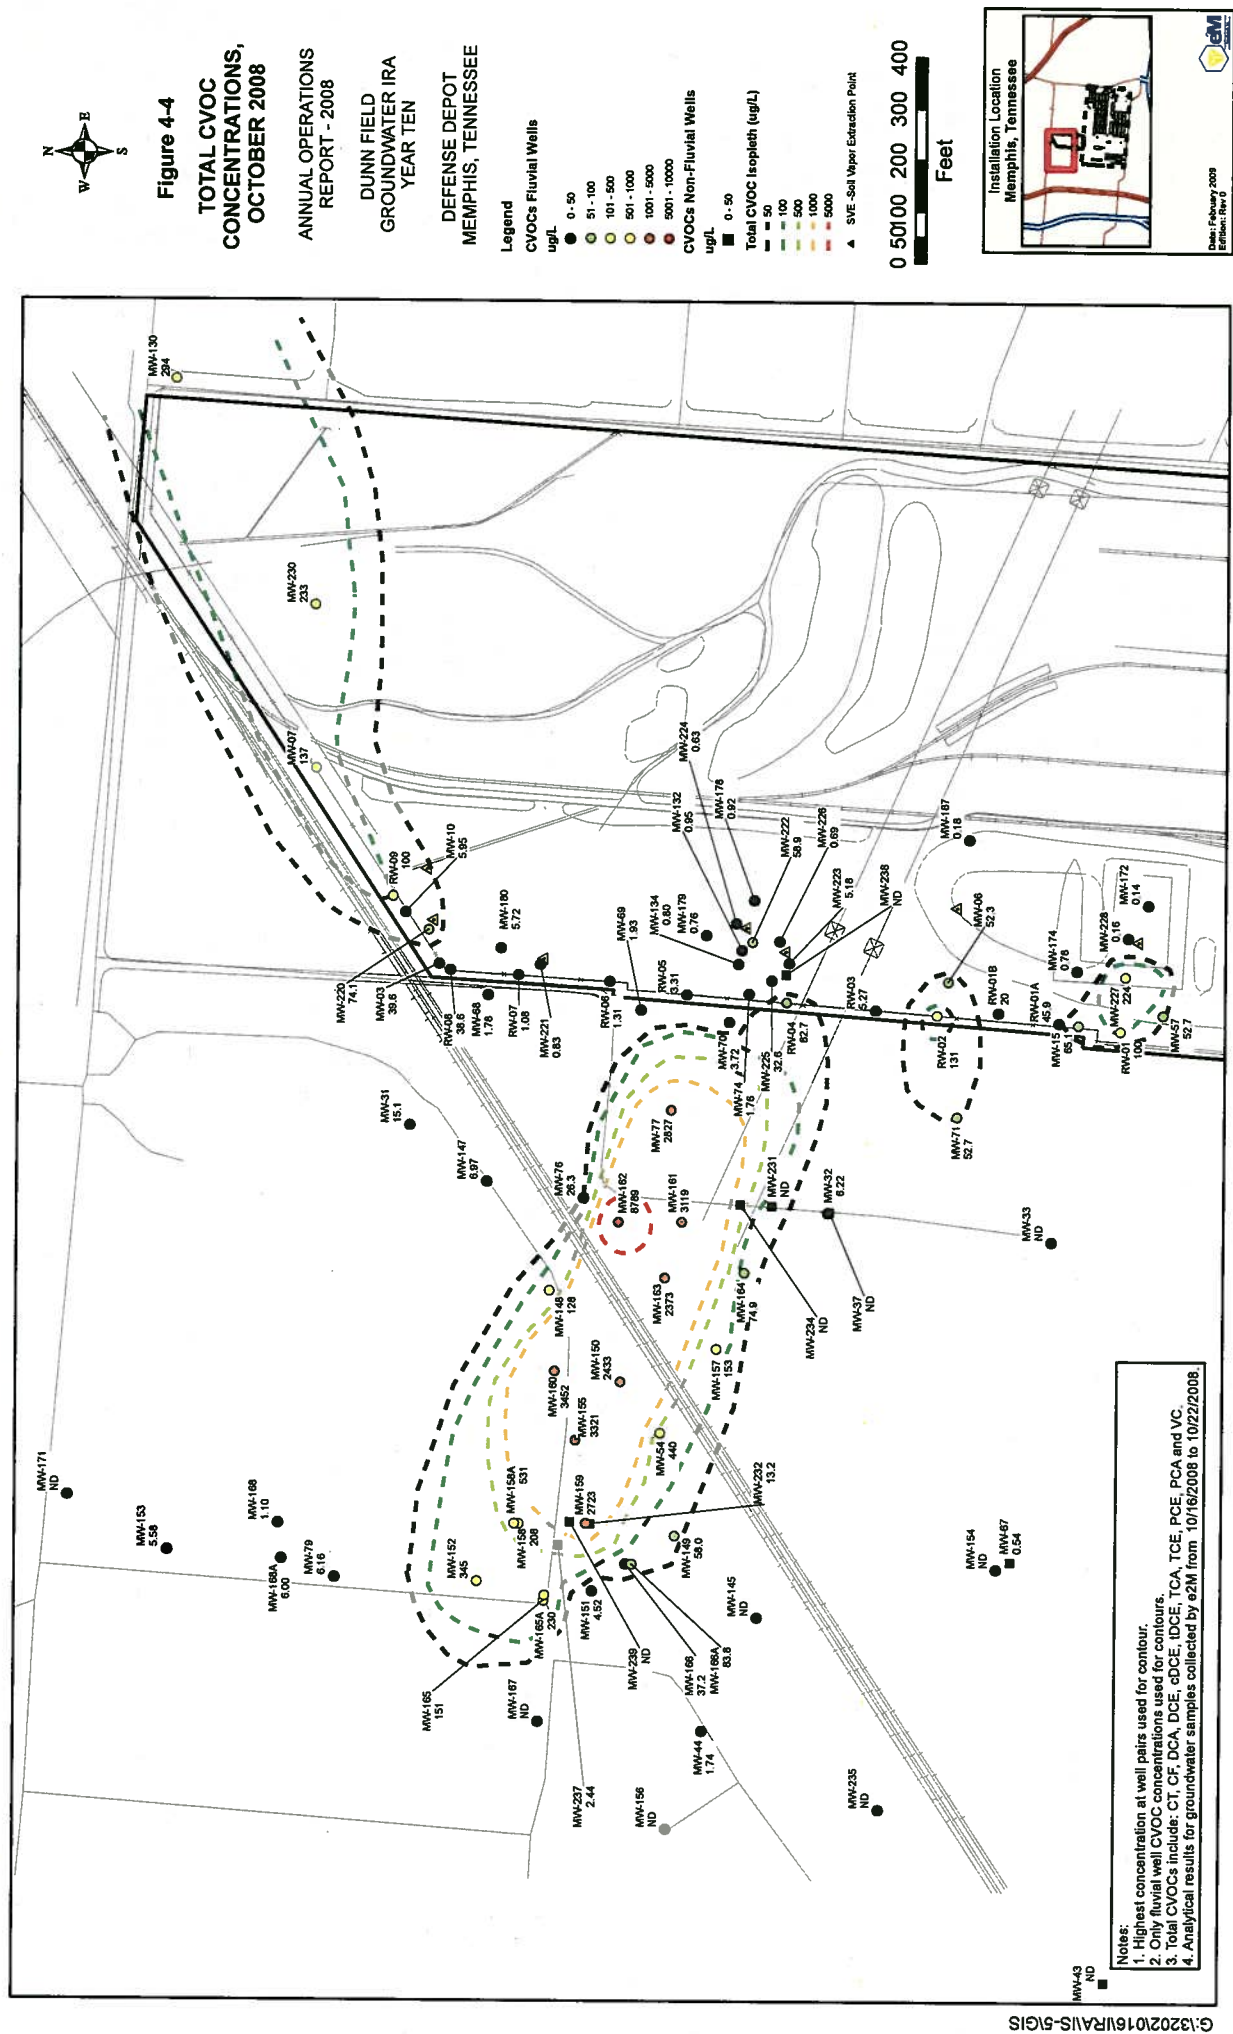 N
W
E
S
Figure 4-4
TOTAL CVOC
CONCENTRATIONS,
OCTOBER 2008
ANNUAL OPERATIONS
REPORT - 2008
DUNN FIELD
GROUNDWATER IRA
YEAR TEN
DEFENSE DEPOT
MEMPHIS, TENNESSEE
Legend
CVOCs Fluvial Wells
ug/L
0 - 50
51 - 100
101 - 500
501 - 1000
1001 - 5000
5001 - 10000
CVOCs Non-Fluvial Wells
ug/L
0 - 50
Total CVOC Isopleth (ug/L)
50
100
500
1000
5000
SVE -Soil Vapor Extraction Point
0 50100 200 300 400
Feet
Installation Location
Memphis, Tennessee
Date: February 2009
Edition: Rev 0
e²M
MW-130
294
MW-230
233
MW-07
137
RW-09
100
MW-10
5.95
MW-220
74.1
MW-03
39.6
RW-08
38.6
MW-68
1.78
MW-180
5.72
RW-07
1.08
MW-221
0.83
RW-06
1.31
MW-69
1.93
RW-05
3.31
MW-134
0.80
MW-179
0.76
MW-132
0.95
MW-224
0.63
MW-178
0.92
MW-222
58.9
MW-226
0.69
MW-223
5.18
MW-238
ND
MW-70
3.72
MW-74
1.76
MW-225
32.6
RW-04
82.7
RW-03
5.27
MW-187
0.18
MW-06
52.3
RW-02
131
RW-01B
20
MW-71
52.7
RW-01A
45.9
MW-15
65.1
MW-174
0.76
MW-228
0.16
MW-172
0.14
MW-227
224
RW-01
100
MW-57
52.7
MW-31
15.1
MW-147
6.97
MW-76
26.3
MW-162
8789
MW-77
2827
MW-161
3119
MW-163
2373
MW-164
74.9
MW-231
ND
MW-234
ND
MW-32
6.22
MW-37
ND
MW-33
ND
MW-148
126
MW-160
3452
MW-150
2433
MW-155
3321
MW-157
153
MW-54
440
MW-158A
531
MW-158
208
MW-159
2723
MW-232
13.2
MW-149
58.0
MW-152
345
MW-165A
230
MW-165
151
MW-151
4.52
MW-239
ND
MW-166
37.2
MW-166A
83.8
MW-145
ND
MW-154
ND
MW-67
0.54
MW-171
ND
MW-153
5.58
MW-168
1.10
MW-168A
6.00
MW-79
6.16
MW-167
ND
MW-237
2.44
MW-44
1.74
MW-156
ND
MW-235
ND
MW-43
ND
Notes:
1. Highest concentration at well pairs used for contour.
2. Only fluvial well CVOC concentrations used for contours.
3. Total CVOCs include: CT, CF, DCA, DCE, cDCE, tDCE, TCA, TCE, PCE, PCA and VC.
4. Analytical results for groundwater samples collected by e2M from 10/16/2008 to 10/22/2008.
G:\3202\016\IRA\IS-5\GIS